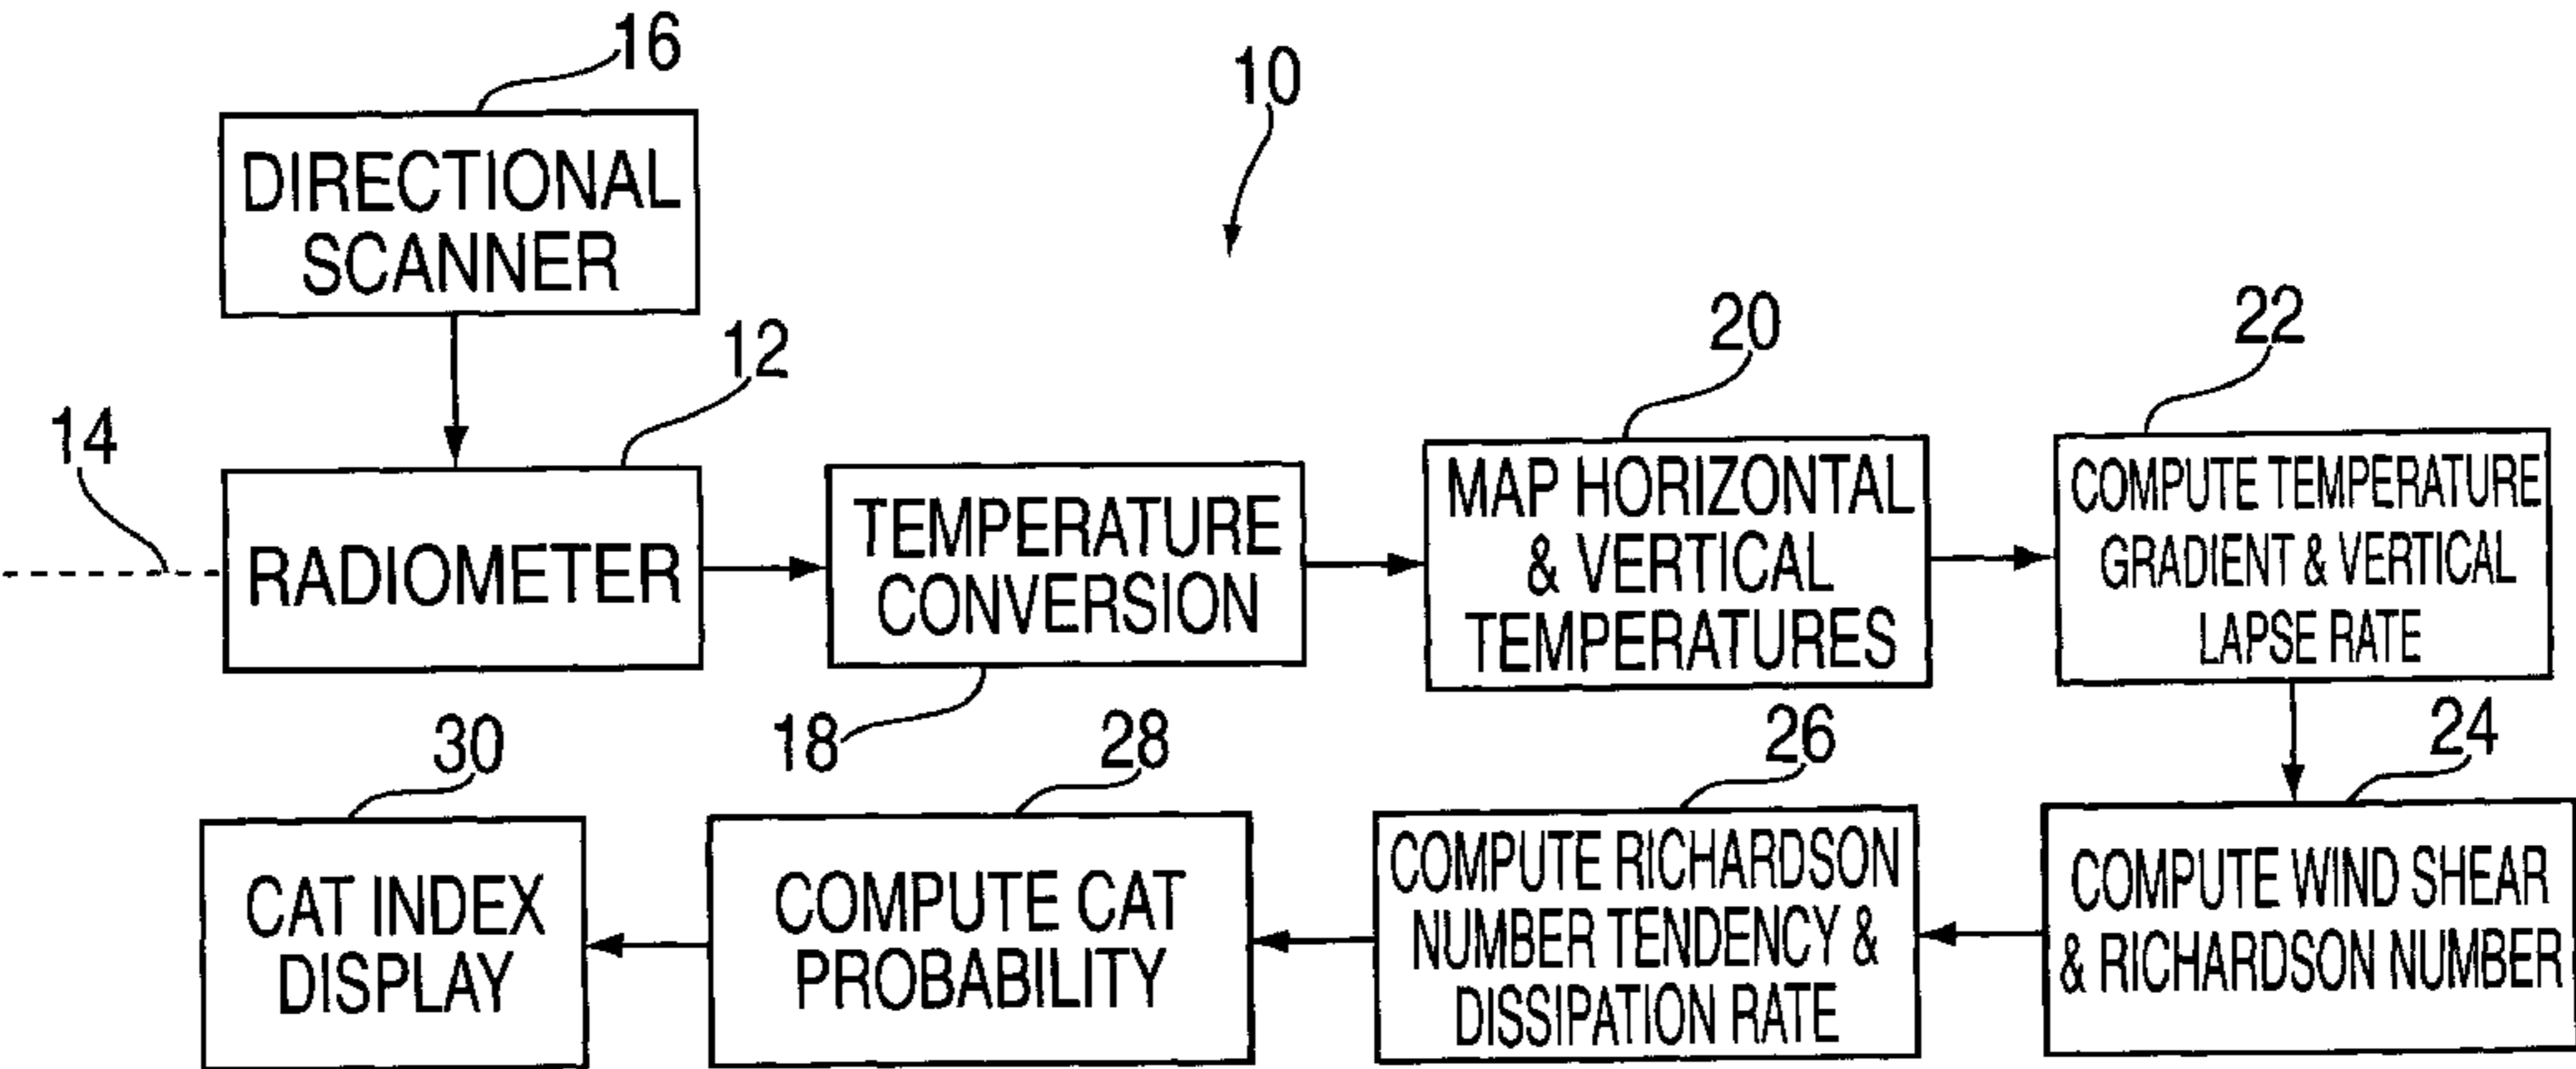 16
10
DIRECTIONAL
SCANNER
12
20
22
14
RADIOMETER
TEMPERATURE
CONVERSION
MAP HORIZONTAL
& VERTICAL
TEMPERATURES
COMPUTE TEMPERATURE
GRADIENT & VERTICAL
LAPSE RATE
18
30
28
26
24
CAT INDEX
DISPLAY
COMPUTE CAT
PROBABILITY
COMPUTE RICHARDSON
NUMBER TENDENCY &
DISSIPATION RATE
COMPUTE WIND SHEAR
& RICHARDSON NUMBER